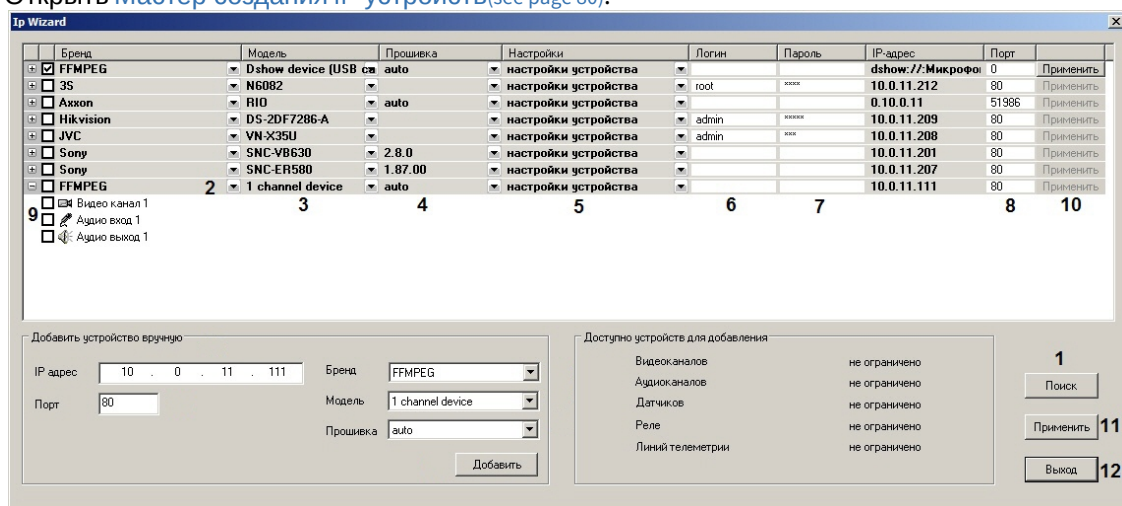 Открыть Мастер создания IP-устройств(see page 80).
Ip Wizard
Бренд Модель Прошивка Настройки Логин Пароль IP-адрес Порт
FFMPEG Dshow device (USB ca auto настройки устройства dshow://:Микрофо 0 Применить
3S N6082 настройки устройства root **** 10.0.11.212 80 Применить
Axxon RIO auto настройки устройства 0.10.0.11 51986 Применить
Hikvision DS-2DF7286-A настройки устройства admin ***** 10.0.11.209 80 Применить
JVC VN-X35U настройки устройства admin *** 10.0.11.208 80 Применить
Sony SNC-VB630 2.8.0 настройки устройства 10.0.11.201 80 Применить
Sony SNC-ER580 1.87.00 настройки устройства 10.0.11.207 80 Применить
FFMPEG 2 1 channel device auto настройки устройства 10.0.11.111 80 Применить
Видео канал 1 3 4 5 6 7 8 10
9 Аудио вход 1
Аудио выход 1
Добавить устройство вручную
IP адрес 10 . 0 . 11 . 111 Бренд FFMPEG
Порт 80 Модель 1 channel device
Прошивка auto
Добавить
Доступно устройств для добавления
Видеоканалов не ограничено
Аудиоканалов не ограничено
Датчиков не ограничено
Реле не ограничено
Линий телеметрии не ограничено
1
Поиск
Применить 11
Выход 12